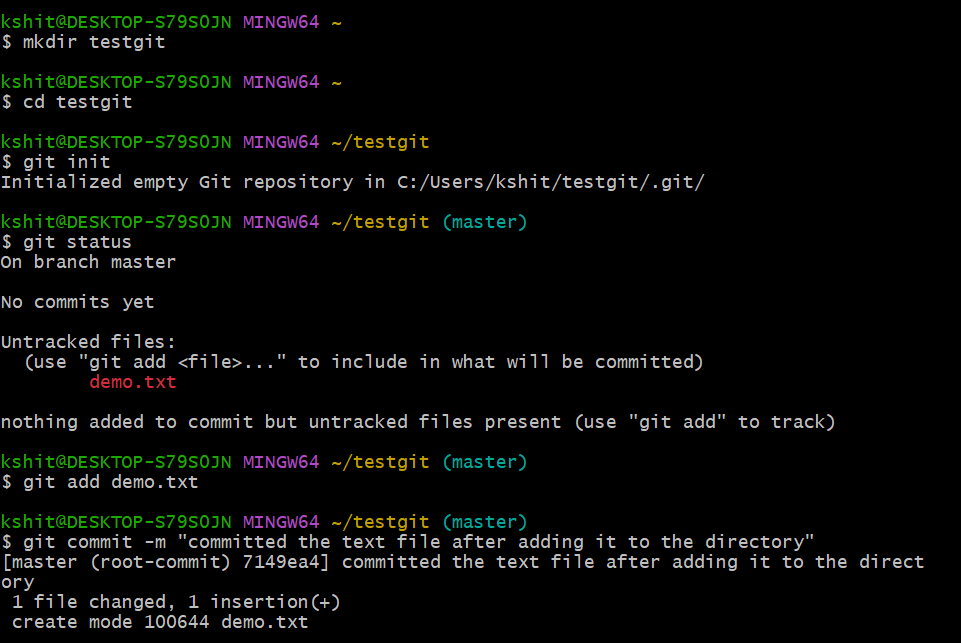 kshit@DESKTOP-S79S0JN MINGW64 ~
$ mkdir testgit
kshit@DESKTOP-S79S0JN MINGW64 ~
$ cd testgit
kshit@DESKTOP-S79S0JN MINGW64 ~/testgit
$ git init
Initialized empty Git repository in C:/Users/kshit/testgit/.git/
kshit@DESKTOP-S79S0JN MINGW64 ~/testgit (master)
$ git status
On branch master
No commits yet
Untracked files:
  (use "git add <file>..." to include in what will be committed)
        demo.txt
nothing added to commit but untracked files present (use "git add" to track)
kshit@DESKTOP-S79S0JN MINGW64 ~/testgit (master)
$ git add demo.txt
kshit@DESKTOP-S79S0JN MINGW64 ~/testgit (master)
$ git commit -m "committed the text file after adding it to the directory"
[master (root-commit) 7149ea4] committed the text file after adding it to the direct
ory
 1 file changed, 1 insertion(+)
 create mode 100644 demo.txt